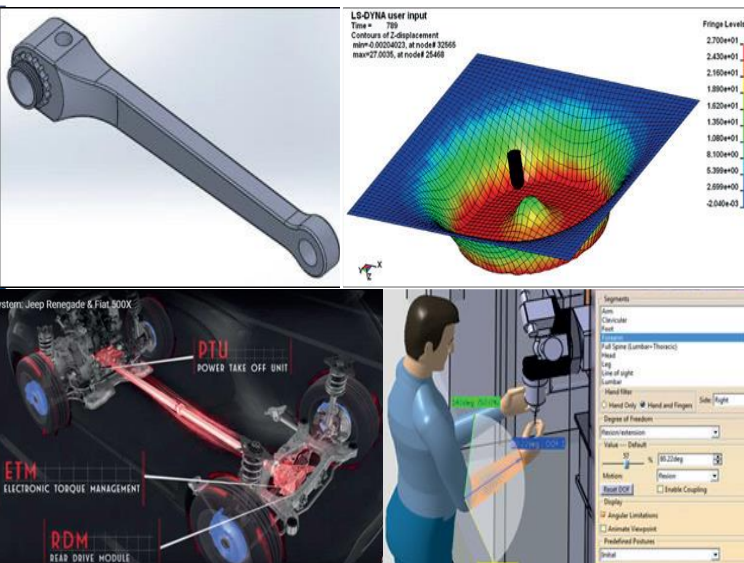 LS-DYNA user input
Time = 789
Contours of Z-displacement
min=-0.00204023, at node# 32565
max=27.0035, at node# 25468
Fringe Levels
2.700e+01
2.430e+01
2.160e+01
1.890e+01
1.620e+01
1.350e+01
1.080e+01
8.100e+00
5.399e+00
2.699e+00
-2.040e-03
Y
X
Z
ystem: Jeep Renegade & Fiat 500X
PTU
POWER TAKE OFF UNIT
ETM
ELECTRONIC TORQUE MANAGEMENT
RDM
REAR DRIVE MODULE
Segments
Arm
Clavicular
Foot
Forearm
Full Spine (Lumbar+Thoracic)
Head
Leg
Line of sight
Lumbar
Hand filter
Hand Only
Hand and Fingers
Side: Right
Degree of Freedom
flexion/extension
Value --- Default
57
%
80.22deg
Motion:
flexion
Reset DOF
Enable Coupling
Display
Angular Limitations
Animate Viewpoint
Predefined Postures
Initial